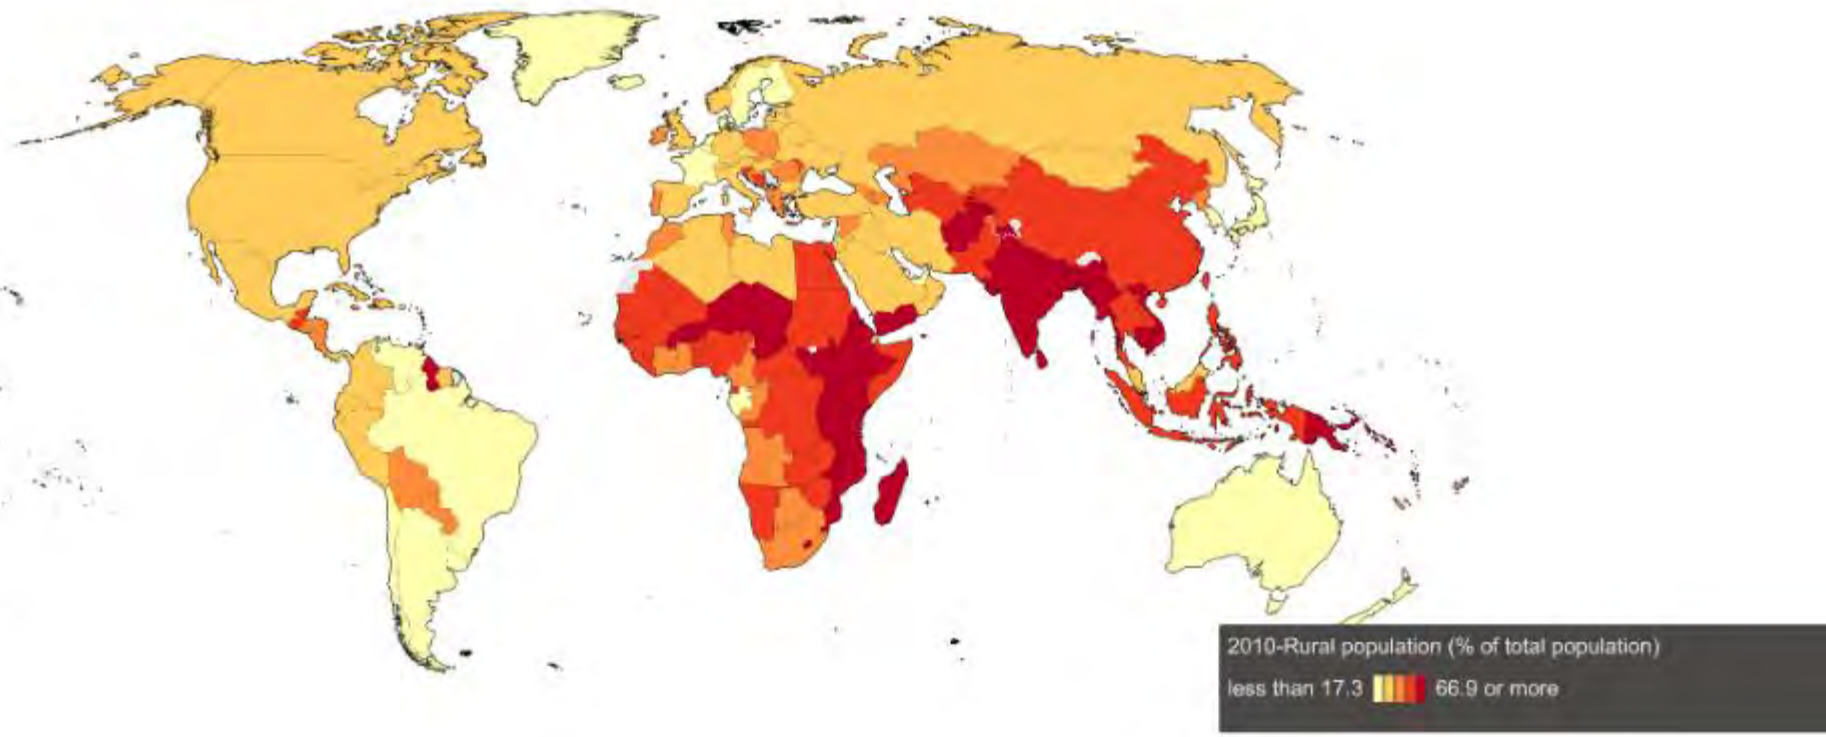 2010-Rural population (% of total population)
less than 17.3 66.9 or more